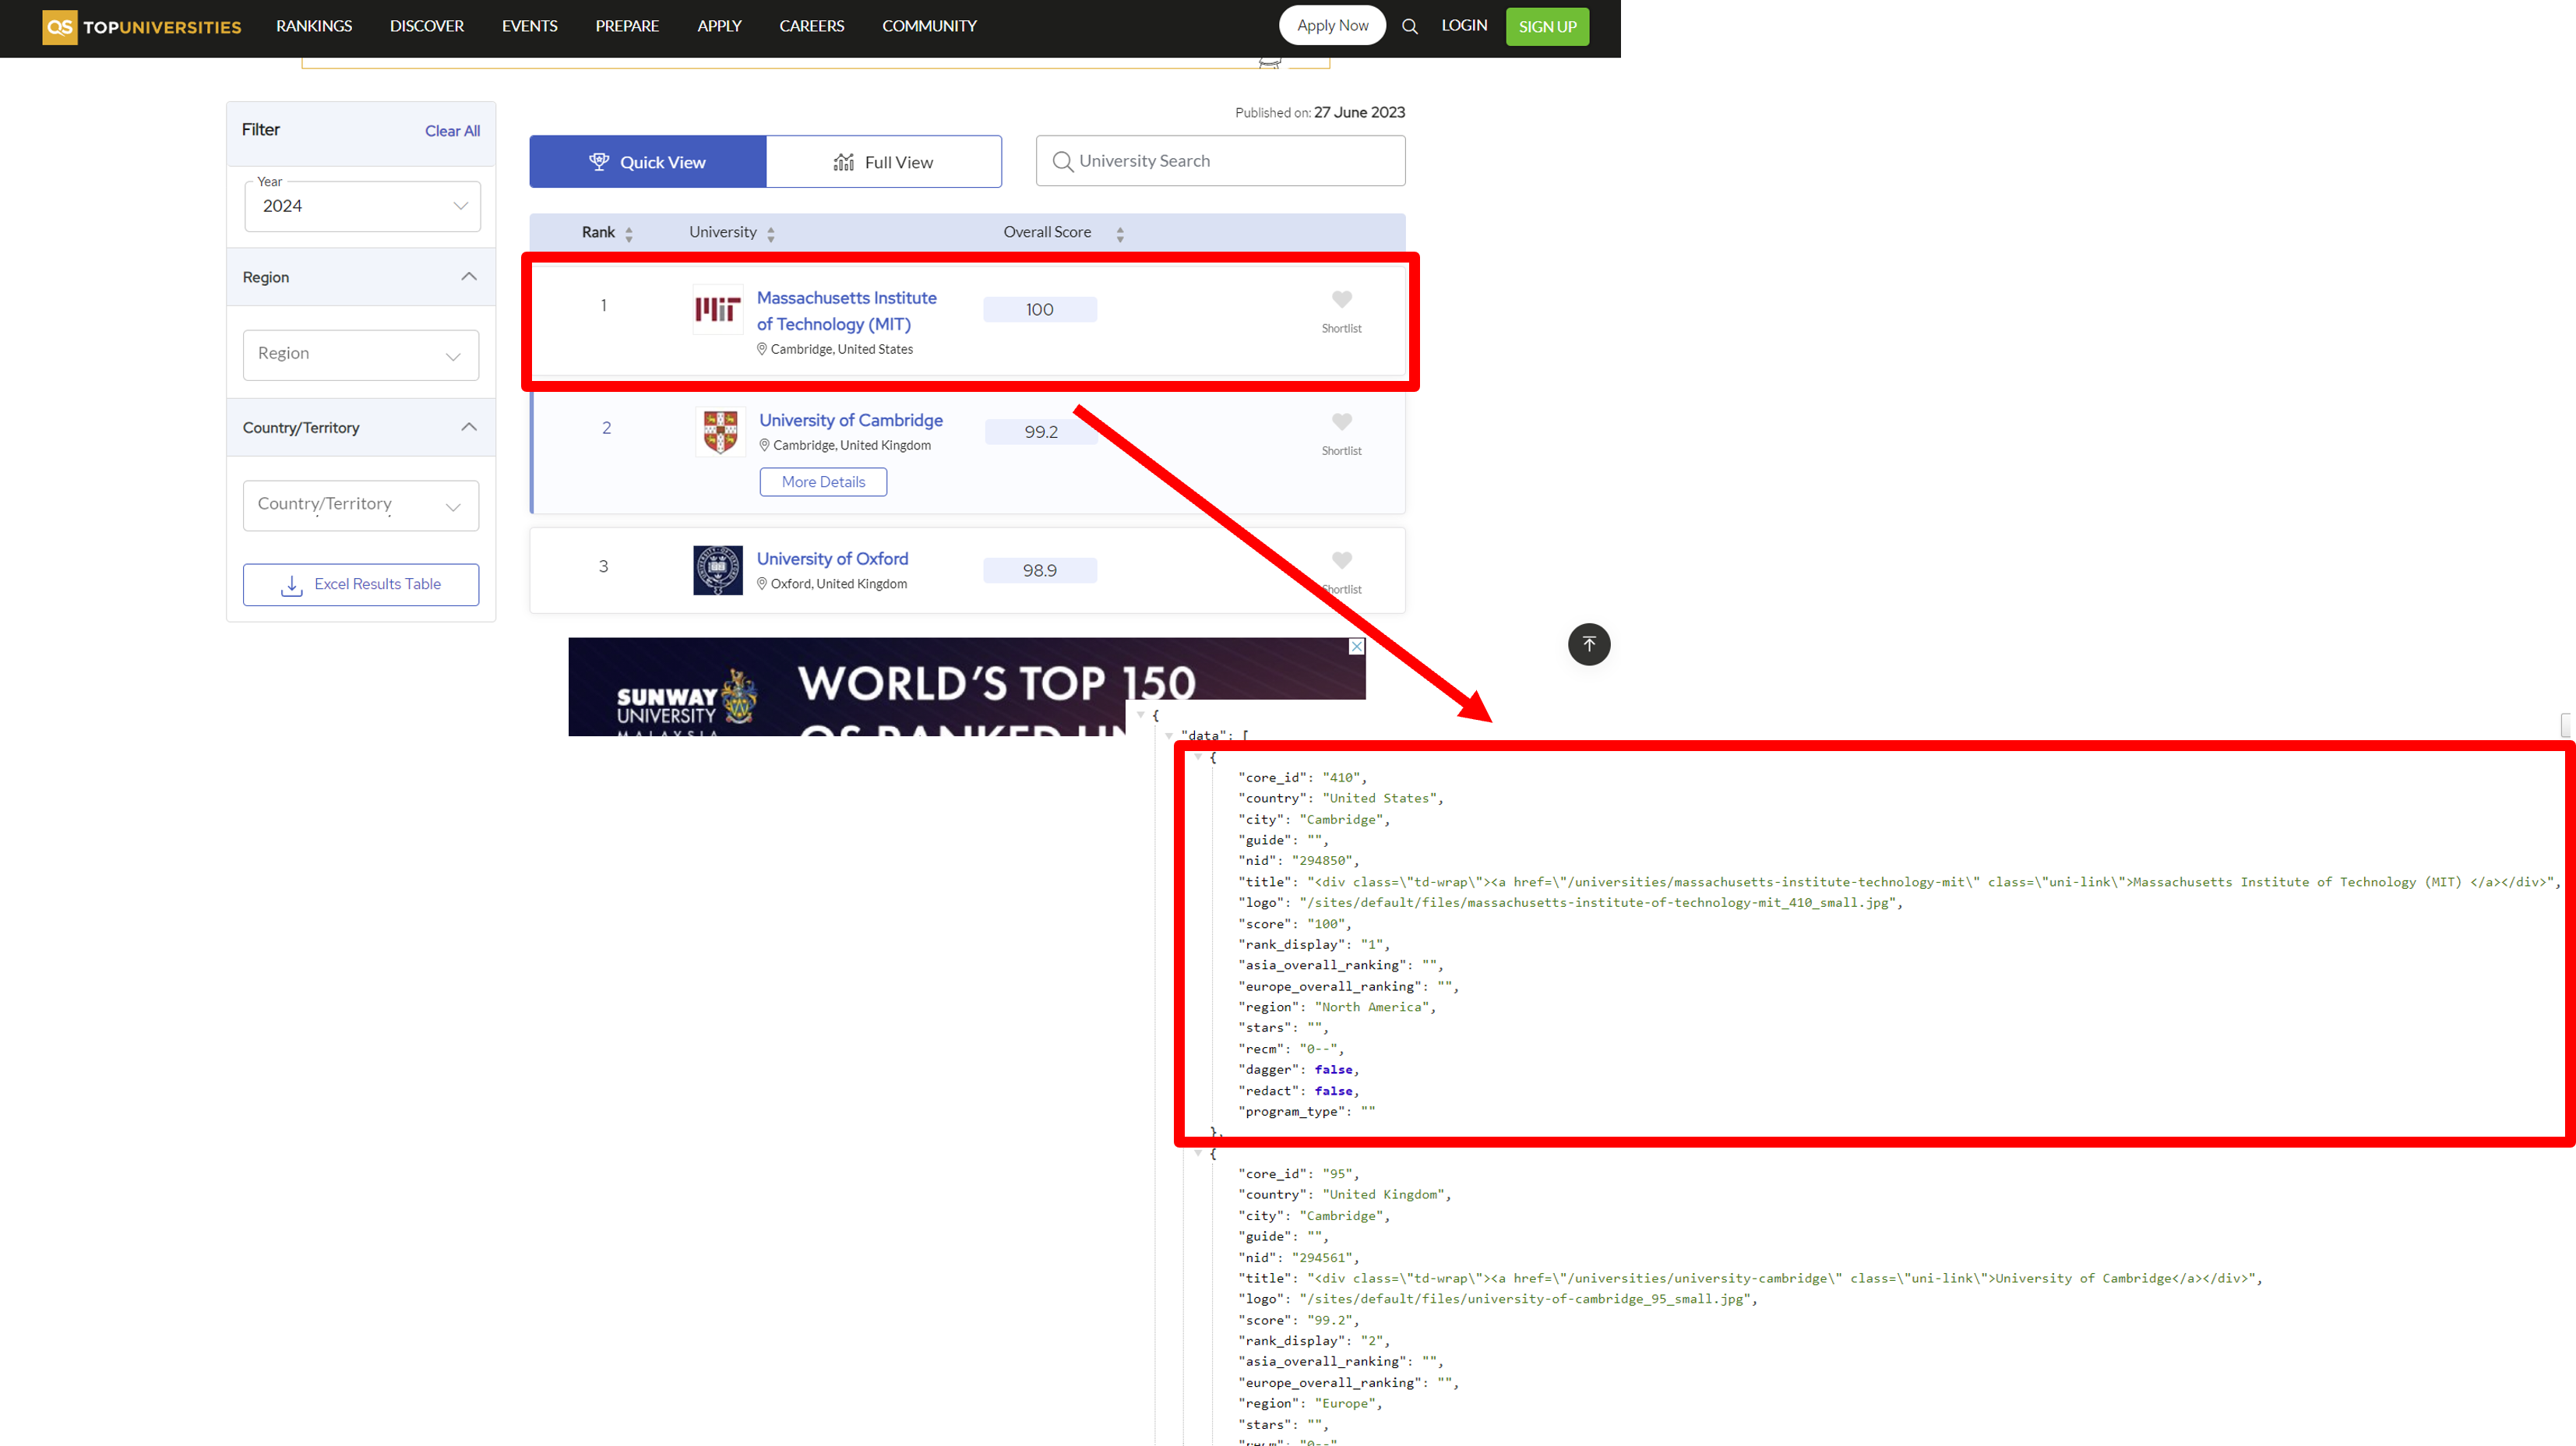 QS TOPUNIVERSITIES RANKINGS DISCOVER EVENTS PREPARE APPLY CAREERS COMMUNITY Apply Now LOGIN SIGN UP
Published on: 27 June 2023
Filter Clear All
Year
2024
Region
Region
Country/Territory
Country/Territory
Excel Results Table
Quick View Full View University Search
Rank University Overall Score
1 Massachusetts Institute
of Technology (MIT) 100
Cambridge, United States
Shortlist
2 University of Cambridge 99.2
Cambridge, United Kingdom
Shortlist
More Details
3 University of Oxford 98.9
Oxford, United Kingdom
Shortlist
MIT
SUNWAY
UNIVERSITY
MALAYSIA
WORLD'S TOP 150
QS RANKED UN
{
"data": [
{
"core_id": "410",
"country": "United States",
"city": "Cambridge",
"guide": "",
"nid": "294850",
"title": "<div class=\"td-wrap\"><a href=\"/universities/massachusetts-institute-technology-mit\" class=\"uni-link\">Massachusetts Institute of Technology (MIT) </a></div>",
"logo": "/sites/default/files/massachusetts-institute-of-technology-mit_410_small.jpg",
"score": "100",
"rank_display": "1",
"asia_overall_ranking": "",
"europe_overall_ranking": "",
"region": "North America",
"stars": "",
"recm": "0--",
"dagger": false,
"redact": false,
"program_type": ""
},
{
"core_id": "95",
"country": "United Kingdom",
"city": "Cambridge",
"guide": "",
"nid": "294561",
"title": "<div class=\"td-wrap\"><a href=\"/universities/university-cambridge\" class=\"uni-link\">University of Cambridge</a></div>",
"logo": "/sites/default/files/university-of-cambridge_95_small.jpg",
"score": "99.2",
"rank_display": "2",
"asia_overall_ranking": "",
"europe_overall_ranking": "",
"region": "Europe",
"stars": "",
"recm": "0--"